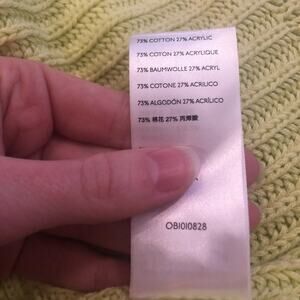 73% COTTON 27% ACRYLIC
73% COTON 27% ACRYLIQUE
73% BAUMWOLLE 27% ACRYL
73% COTONE 27% ACRILICO
73% ALGODÓN 27% ACRÍLICO
73% 棉花 27% 丙烯酸
OB1010828